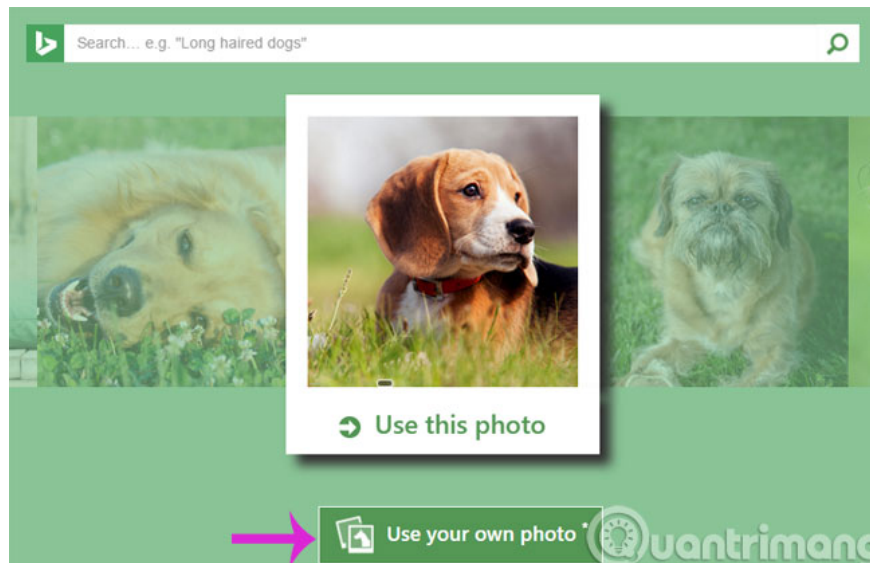 Search... e.g. "Long haired dogs"
Use this photo
Use your own photo *
Quantrimang